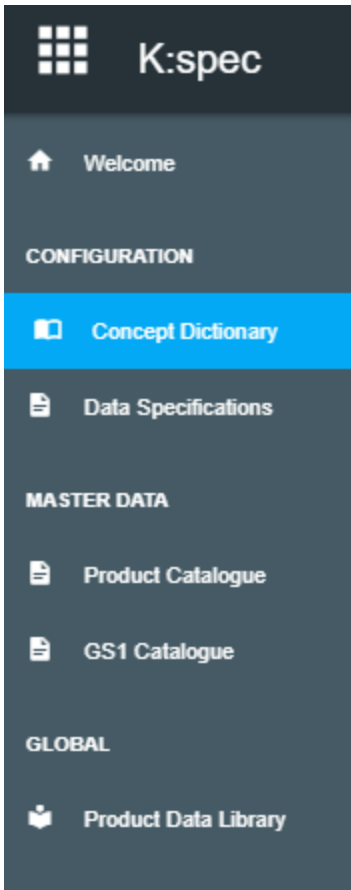 K:spec
Welcome
CONFIGURATION
Concept Dictionary
Data Specifications
MASTER DATA
Product Catalogue
GS1 Catalogue
GLOBAL
Product Data Library